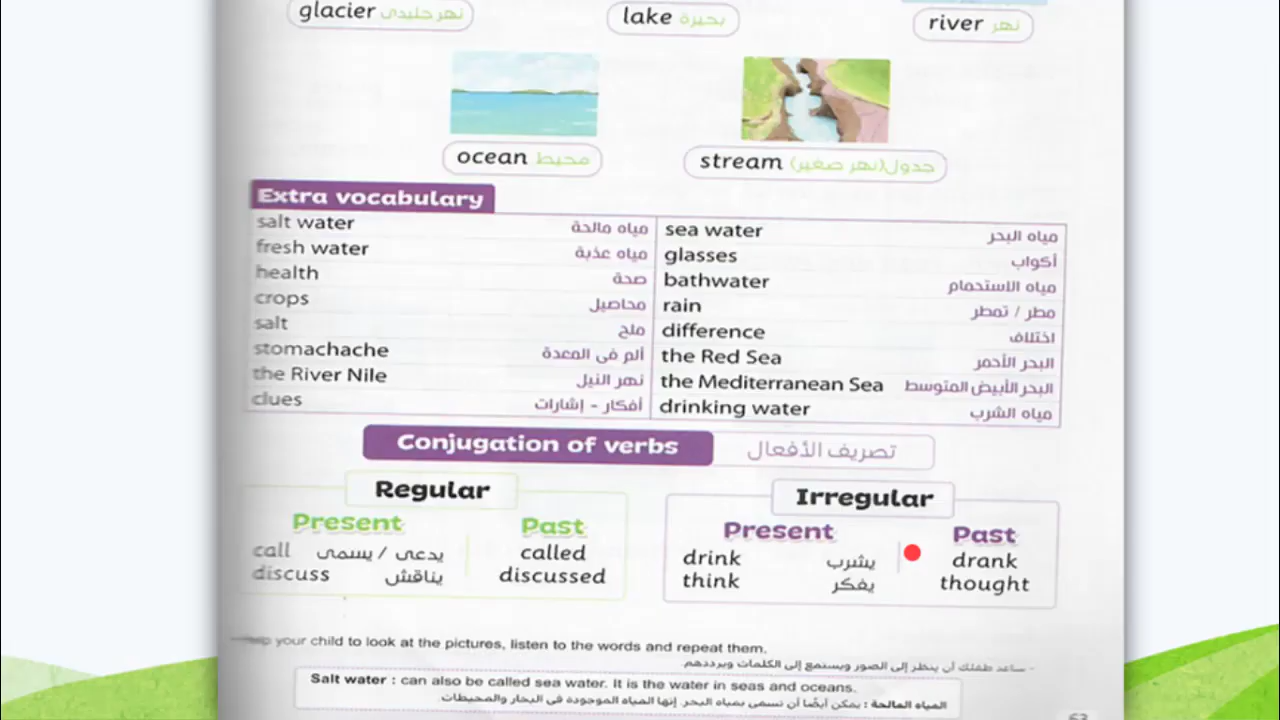 glacier نهر جليدى
lake بحيرة
river نهر
ocean محيط
stream جدول(نهر صغير)
Extra vocabulary
salt water مياه مالحة
sea water مياه البحر
fresh water مياه عذبة
glasses أكواب
health صحة
bathwater مياه الاستحمام
crops محاصيل
rain مطر / تمطر
salt ملح
difference اختلاف
stomachache ألم فى المعدة
the Red Sea البحر الأحمر
the River Nile نهر النيل
the Mediterranean Sea البحر الأبيض المتوسط
clues أفكار - إشارات
drinking water مياه الشرب
Conjugation of verbs تصريف الأفعال
Regular
Present Past
call يدعى / يسمى called
discuss يناقش discussed
Irregular
Present Past
drink يشرب drank
think يفكر thought
your child to look at the pictures, listen to the words and repeat them.
- ساعد طفلك أن ينظر إلى الصور ويستمع إلى الكلمات ويرددهم.
Salt water : can also be called sea water. It is the water in seas and oceans.
المياه المالحة : يمكن أيضًا أن تسمى بمياه البحر. إنها المياه الموجودة فى البحار والمحيطات.